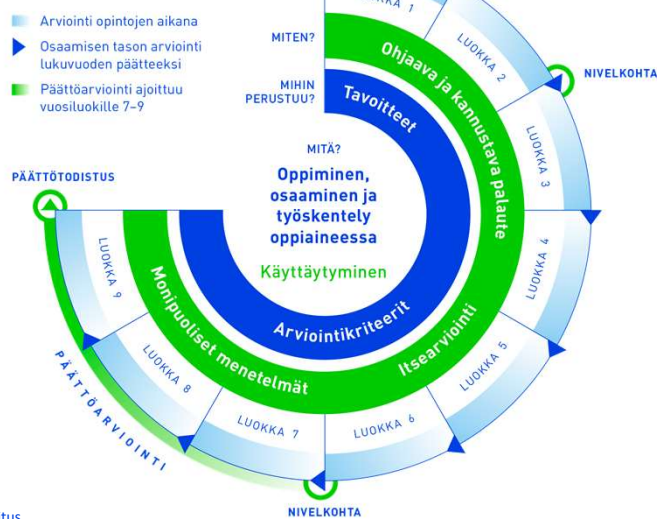 Arviointi opintojen aikana
Osaamisen tason arviointi
lukuvuoden päätteeksi
Päättöarviointi ajoittuu
vuosiluokille 7–9
MITEN?
MIHIN
PERUSTUU?
MITÄ?
Oppiminen,
osaaminen ja
työskentely
oppiaineessa
Käyttäytyminen
Tavoitteet
Arviointikriteerit
Ohjaava ja kannustava palaute
Itsearviointi
Monipuoliset menetelmät
LUOKKA 1
LUOKKA 2
NIVELKOHTA
LUOKKA 3
LUOKKA 4
LUOKKA 5
LUOKKA 6
NIVELKOHTA
LUOKKA 7
LUOKKA 8
LUOKKA 9
PÄÄTTÖARVIOINTI
PÄÄTTÖTODISTUS